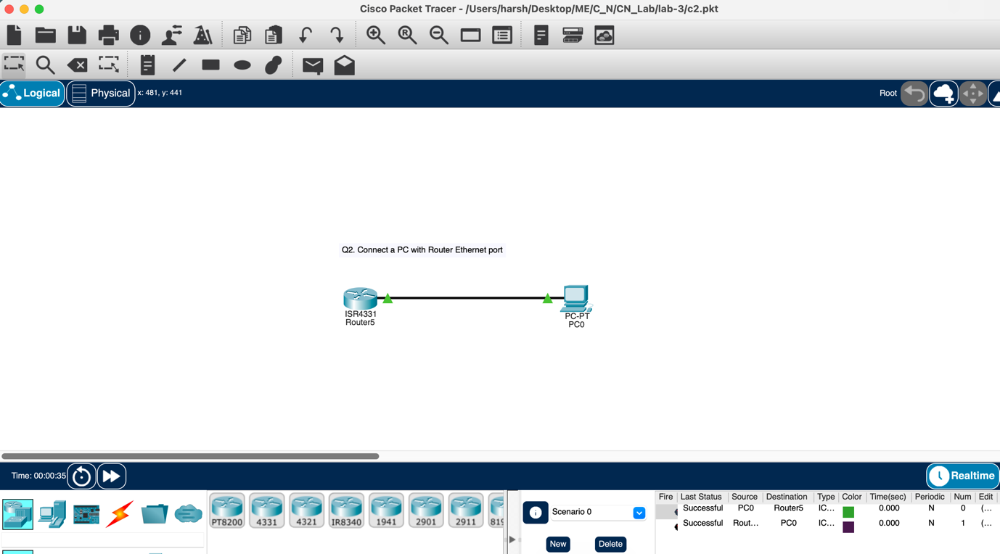 Cisco Packet Tracer - /Users/harsh/Desktop/ME/C_N/CN_Lab/lab-3/c2.pkt
Logical Physical x: 481, y: 441 Root
Q2. Connect a PC with Router Ethernet port
ISR4331
Router5
PC-PT
PC0
Time: 00:00:35 Realtime
PT8200 4331 4321 IR8340 1941 2901 2911 819
Scenario 0
New Delete
Fire Last Status Source Destination Type Color Time(sec) Periodic Num Edit
Successful PC0 Router5 IC... 0.000 N 0 (...
Successful Rout... PC0 IC... 0.000 N 1 (...